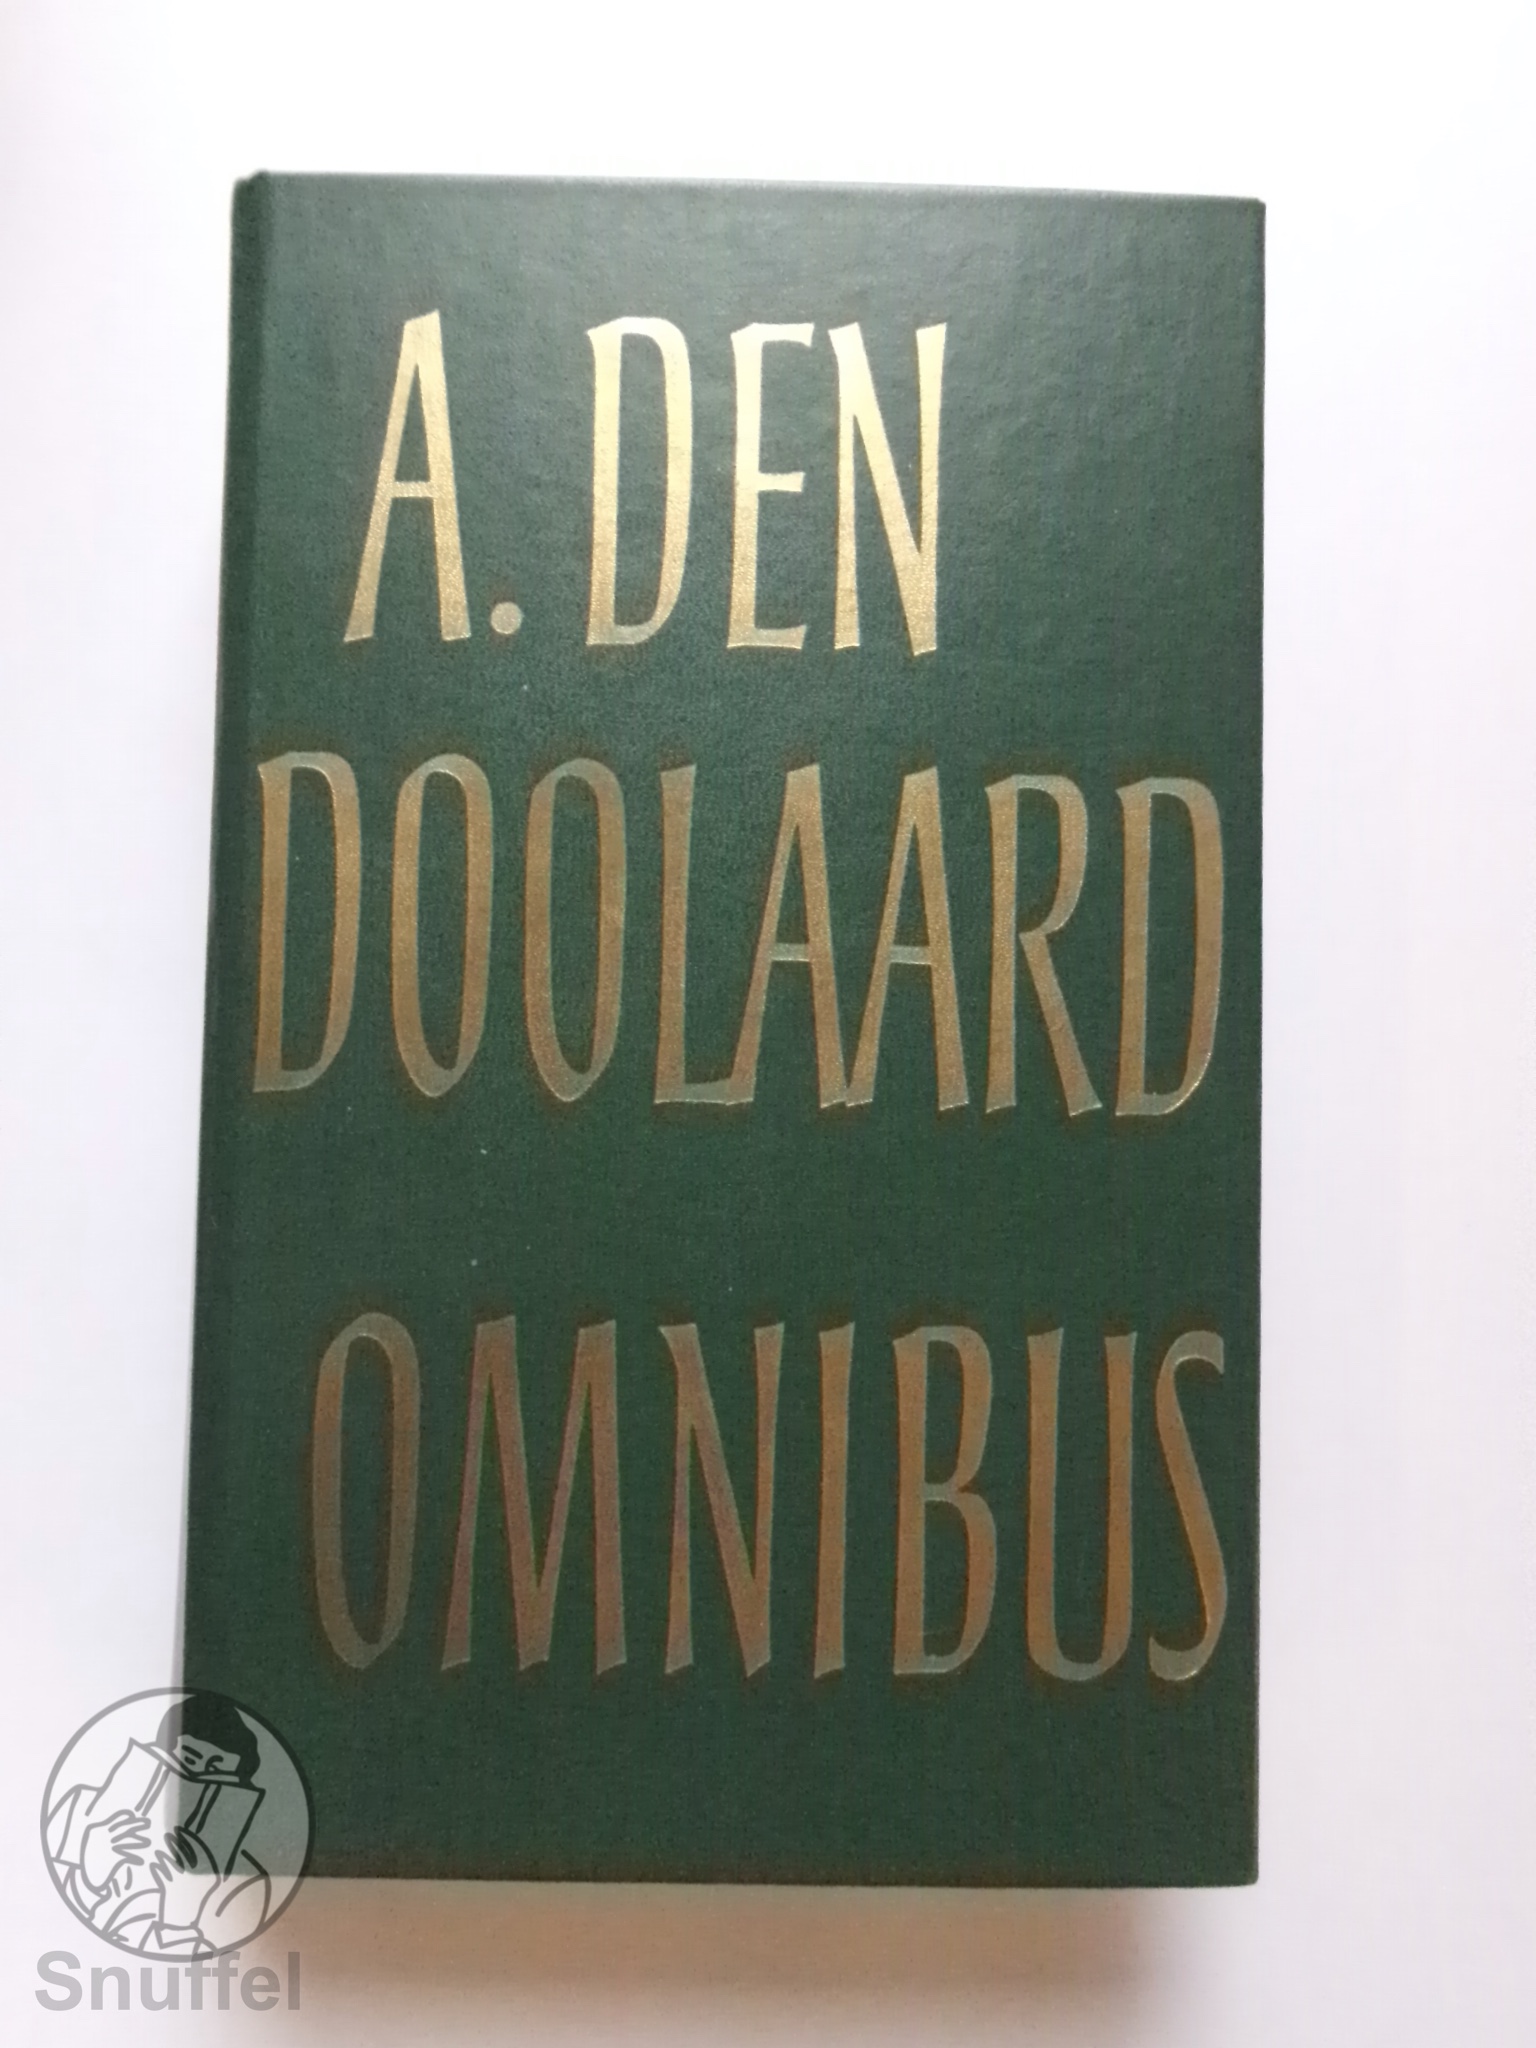 A. DEN
DOOLAARD
OMNIBUS
Snuffel